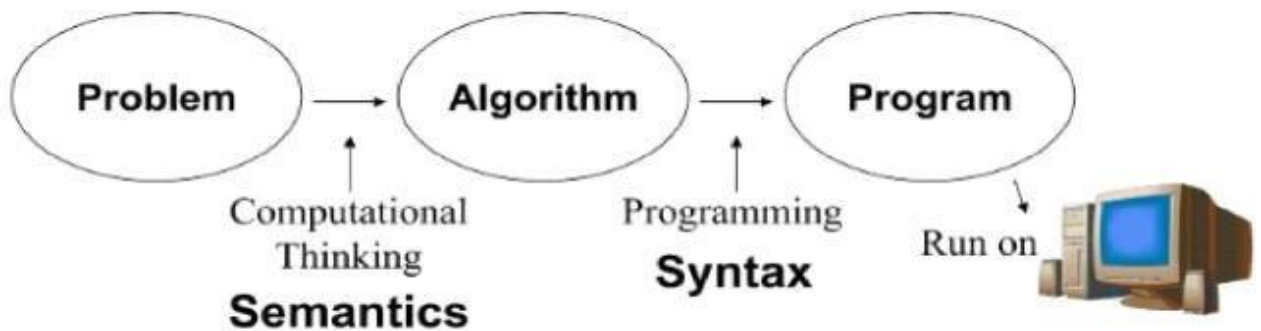 Problem
Algorithm
Program
Computational
Thinking
Semantics
Programming
Syntax
Run on